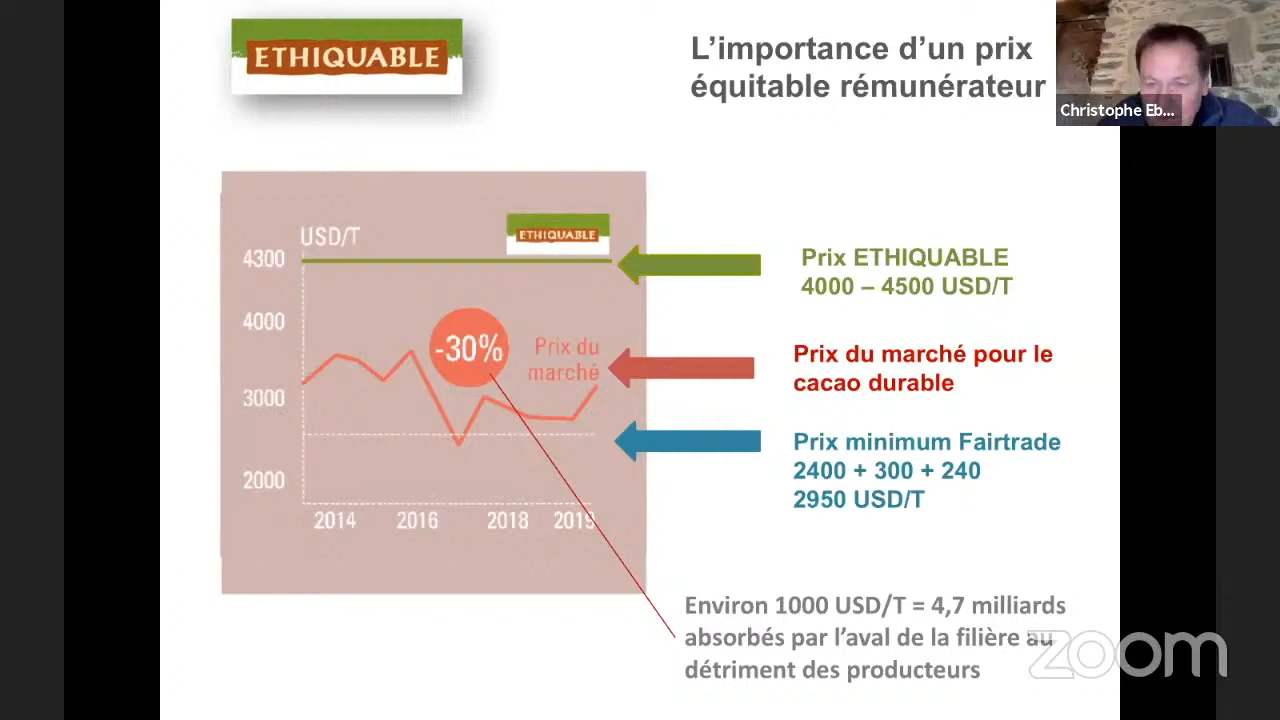 ETHIQUABLE
L'importance d'un prix
équitable rémunérateur
Christophe Eb...
USD/T
ETHIQUABLE
4300
4000
3000
2000
-30%
Prix du
marché
2014
2016
2018
2019
Prix ETHIQUABLE
4000 – 4500 USD/T
Prix du marché pour le
cacao durable
Prix minimum Fairtrade
2400 + 300 + 240
2950 USD/T
Environ 1000 USD/T = 4,7 milliards
absorbés par l'aval de la filière au
détriment des producteurs
zoom